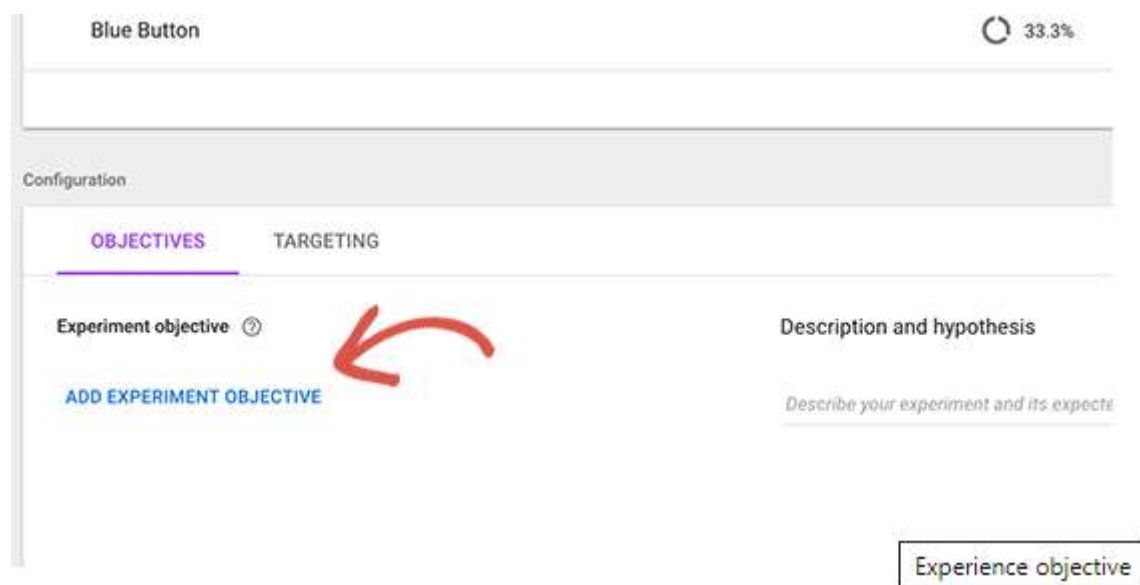 Blue Button
33.3%
Configuration
OBJECTIVES TARGETING
Experiment objective
Description and hypothesis
ADD EXPERIMENT OBJECTIVE
Describe your experiment and its expecte
Experience objective